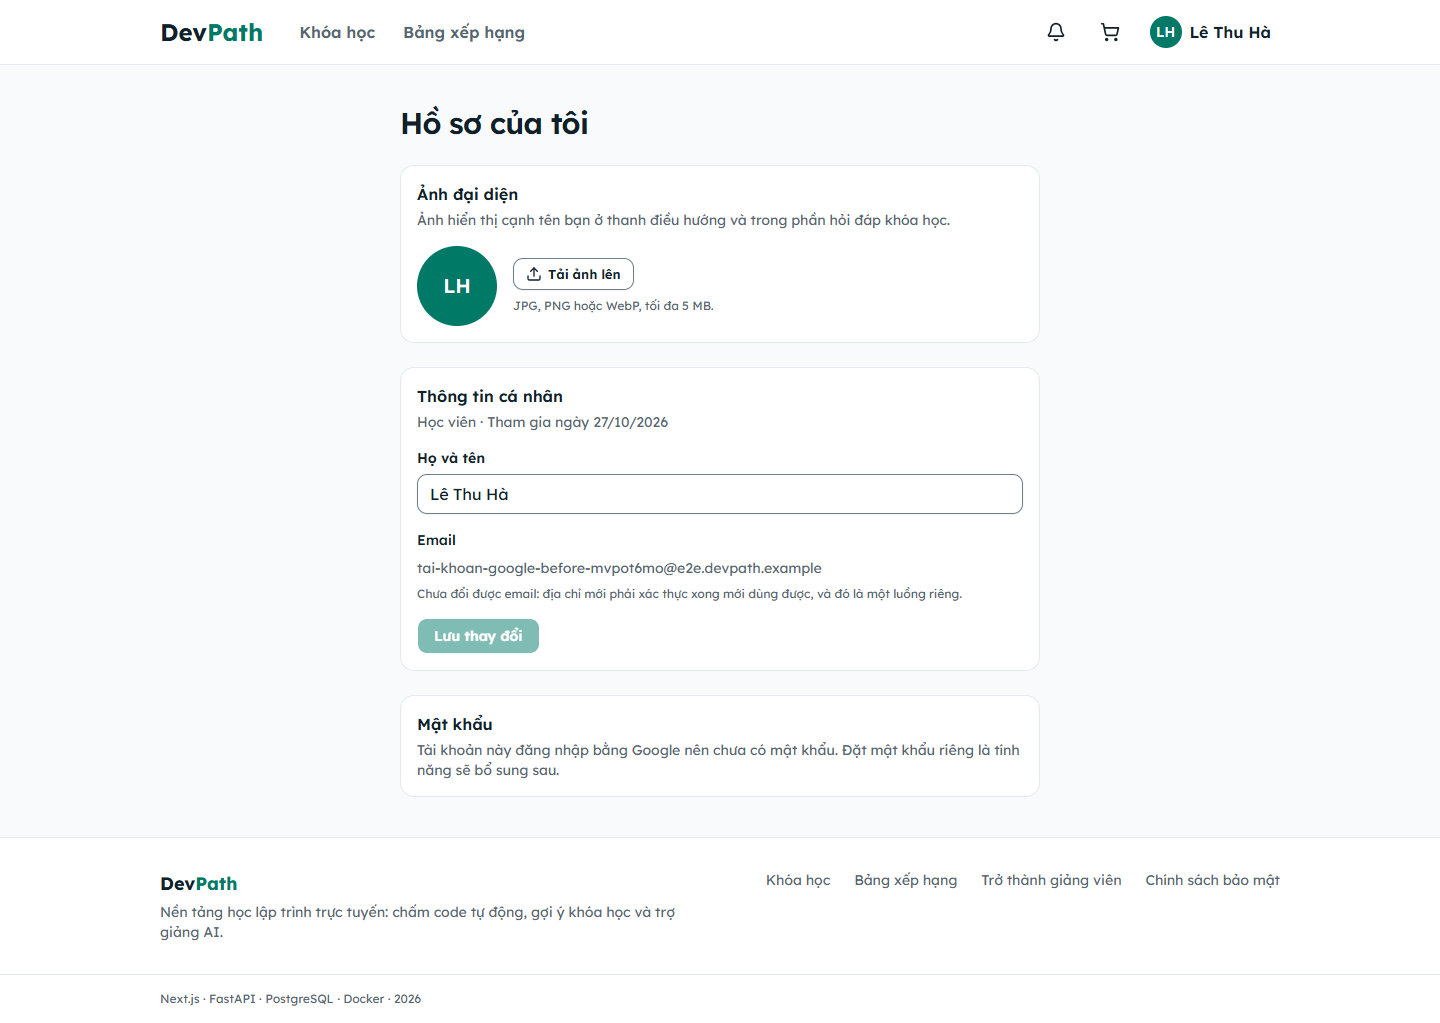 DevPath
Khóa học
Bảng xếp hạng
LH
Lê Thu Hà
Hồ sơ của tôi
Ảnh đại diện
Ảnh hiển thị cạnh tên bạn ở thanh điều hướng và trong phần hỏi đáp khóa học.
LH
Tải ảnh lên
JPG, PNG hoặc WebP, tối đa 5 MB.
Thông tin cá nhân
Học viên · Tham gia ngày 27/10/2026
Họ và tên
Lê Thu Hà
Email
tai-khoan-google-before-mvpot6mo@e2e.devpath.example
Chưa đổi được email: địa chỉ mới phải xác thực xong mới dùng được, và đó là một luồng riêng.
Lưu thay đổi
Mật khẩu
Tài khoản này đăng nhập bằng Google nên chưa có mật khẩu. Đặt mật khẩu riêng là tính
năng sẽ bổ sung sau.
DevPath
Nền tảng học lập trình trực tuyến: chấm code tự động, gợi ý khóa học và trợ
giảng AI.
Khóa học
Bảng xếp hạng
Trở thành giảng viên
Chính sách bảo mật
Next.js · FastAPI · PostgreSQL · Docker · 2026